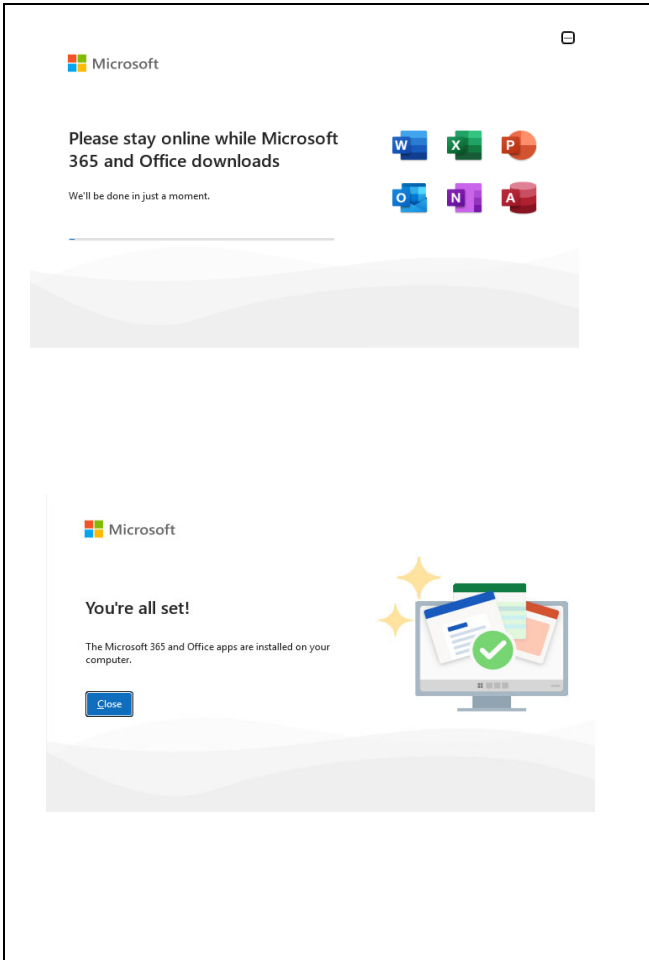 Microsoft
Please stay online while Microsoft
365 and Office downloads
We'll be done in just a moment.
W X P
O N A
Microsoft
You're all set!
The Microsoft 365 and Office apps are installed on your
computer.
Close